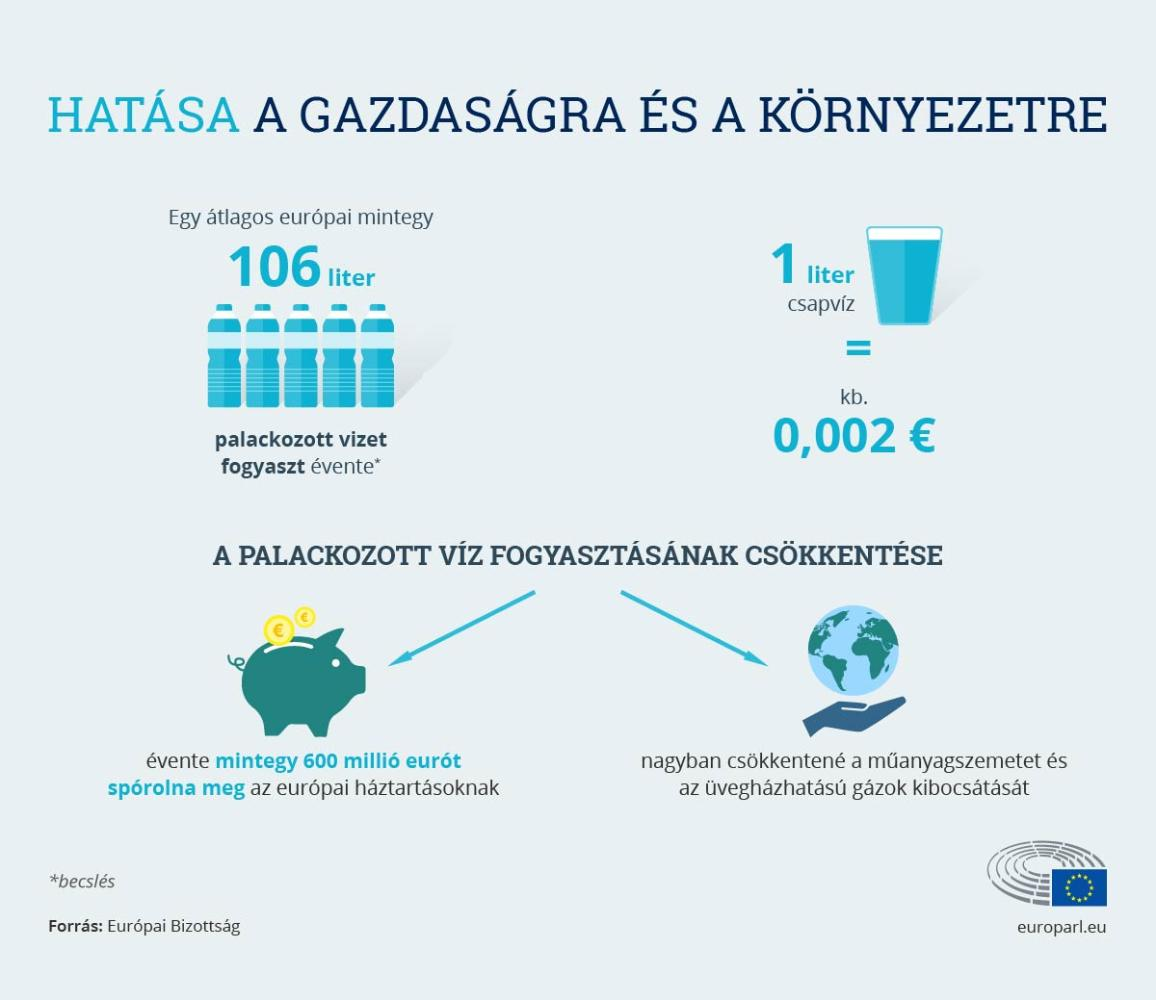 HATÁSA A GAZDASÁGRA ÉS A KÖRNYEZETRE
Egy átlagos európai mintegy
106 liter
palackozott vizet
fogyaszt évente*
1 liter
csapvíz
=
kb.
0,002 €
A PALACKOZOTT VÍZ FOGYASZTÁSÁNAK CSÖKKENTÉSE
€ €
évente mintegy 600 millió eurót
spórolna meg az európai háztartásoknak
nagyban csökkentené a műanyagszemetet és
az üvegházhatású gázok kibocsátását
*becslés
Forrás: Európai Bizottság
europarl.eu